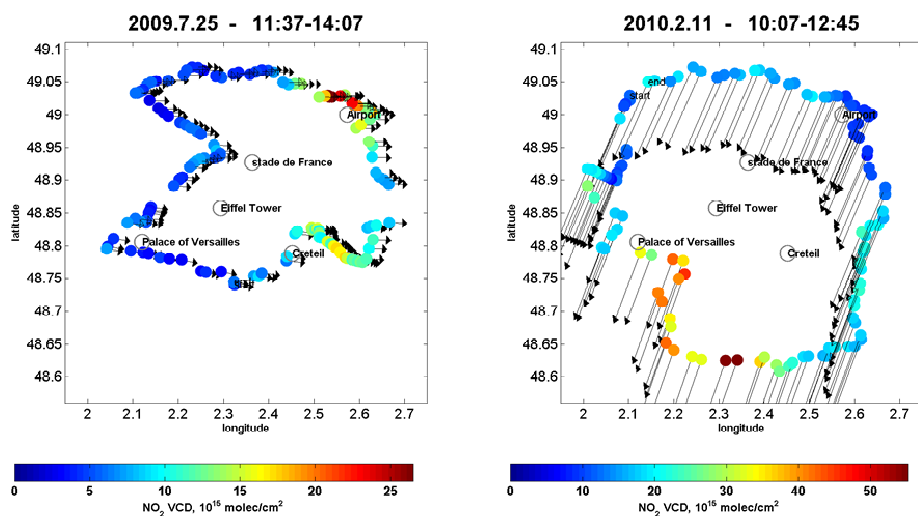 2009.7.25 - 11:37-14:07
49.1
49.05
49
48.95
48.9
48.85
48.8
48.75
48.7
48.65
48.6
latitude
Airport
stade de France
Eiffel Tower
Palace of Versailles
Creteil
2 2.1 2.2 2.3 2.4 2.5 2.6 2.7
longitude
0 5 10 15 20 25
NO2 VCD, 10^15 molec/cm^2
2010.2.11 - 10:07-12:45
49.1
49.05
49
48.95
48.9
48.85
48.8
48.75
48.7
48.65
48.6
latitude
end
start
Airport
stade de France
Eiffel Tower
Palace of Versailles
Creteil
2 2.1 2.2 2.3 2.4 2.5 2.6 2.7
longitude
0 10 20 30 40 50
NO2 VCD, 10^15 molec/cm^2